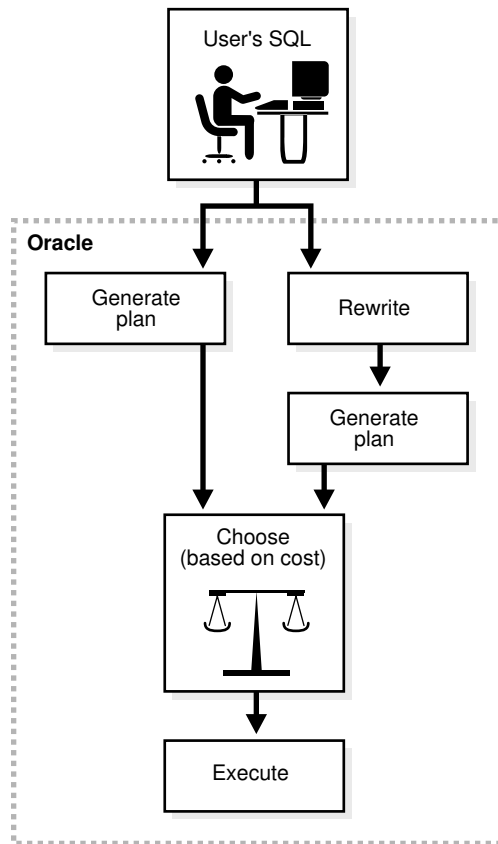 User's SQL
Oracle
Generate
plan
Rewrite
Generate
plan
Choose
(based on cost)
Execute